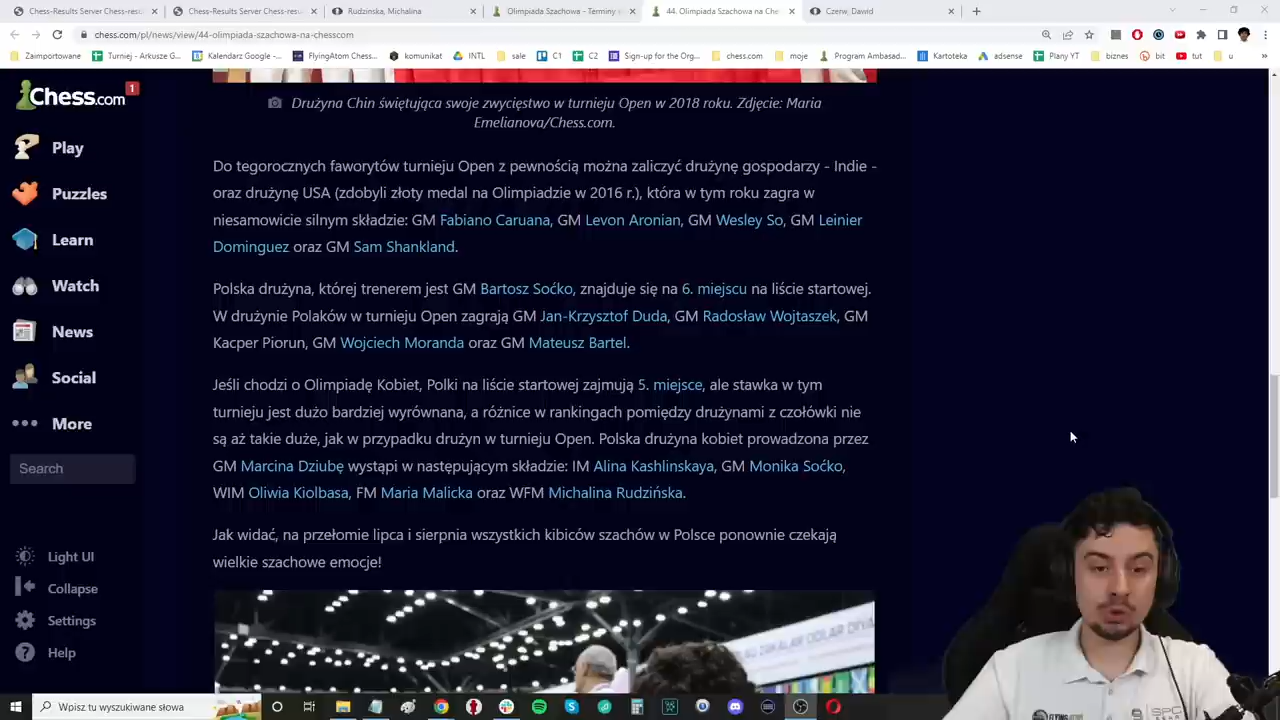 Chess-Results Server Chess-resu
Chess-Results Server Chess-resu
Rudzinska, Michalina
Olimpiada Szachowa - Terminy
44. Olimpiada Szachowa na Che
Czerw, Dawid
chess.com/pl/news/view/44-olimpiada-szachowa-na-chesscom
Zaimportowane
Turniej - Arkusze G...
Kalendarz Google -...
FlyingAtom Chess -...
komunikat
INTL
sale
C1
C2
Sign-up for the Org...
chess.com
moje
Program Ambasad...
Kartoteka
adsense
Plany YT
biznes
bit
tut
u
Chess.com
1
Play
Puzzles
Learn
Watch
News
Social
More
Search
Light UI
Collapse
Settings
Help
Drużyna Chin świętująca swoje zwycięstwo w turnieju Open w 2018 roku. Zdjęcie: Maria
Emelianova/Chess.com.
Do tegorocznych faworytów turnieju Open z pewnością można zaliczyć drużynę gospodarzy - Indie -
oraz drużynę USA (zdobyli złoty medal na Olimpiadzie w 2016 r.), która w tym roku zagra w
niesamowicie silnym składzie: GM Fabiano Caruana, GM Levon Aronian, GM Wesley So, GM Leinier
Dominguez oraz GM Sam Shankland.
Polska drużyna, której trenerem jest GM Bartosz Soćko, znajduje się na 6. miejscu na liście startowej.
W drużynie Polaków w turnieju Open zagrają GM Jan-Krzysztof Duda, GM Radosław Wojtaszek, GM
Kacper Piorun, GM Wojciech Moranda oraz GM Mateusz Bartel.
Jeśli chodzi o Olimpiadę Kobiet, Polki na liście startowej zajmują 5. miejsce, ale stawka w tym
turnieju jest dużo bardziej wyrównana, a różnice w rankingach pomiędzy drużynami z czołówki nie
są aż takie duże, jak w przypadku drużyn w turnieju Open. Polska drużyna kobiet prowadzona przez
GM Marcina Dziubę wystąpi w następującym składzie: IM Alina Kashlinskaya, GM Monika Soćko,
WIM Oliwia Kiolbasa, FM Maria Malicka oraz WFM Michalina Rudzińska.
Jak widać, na przełomie lipca i sierpnia wszystkich kibiców szachów w Polsce ponownie czekają
wielkie szachowe emocje!
Wpisz tu wyszukiwane słowa